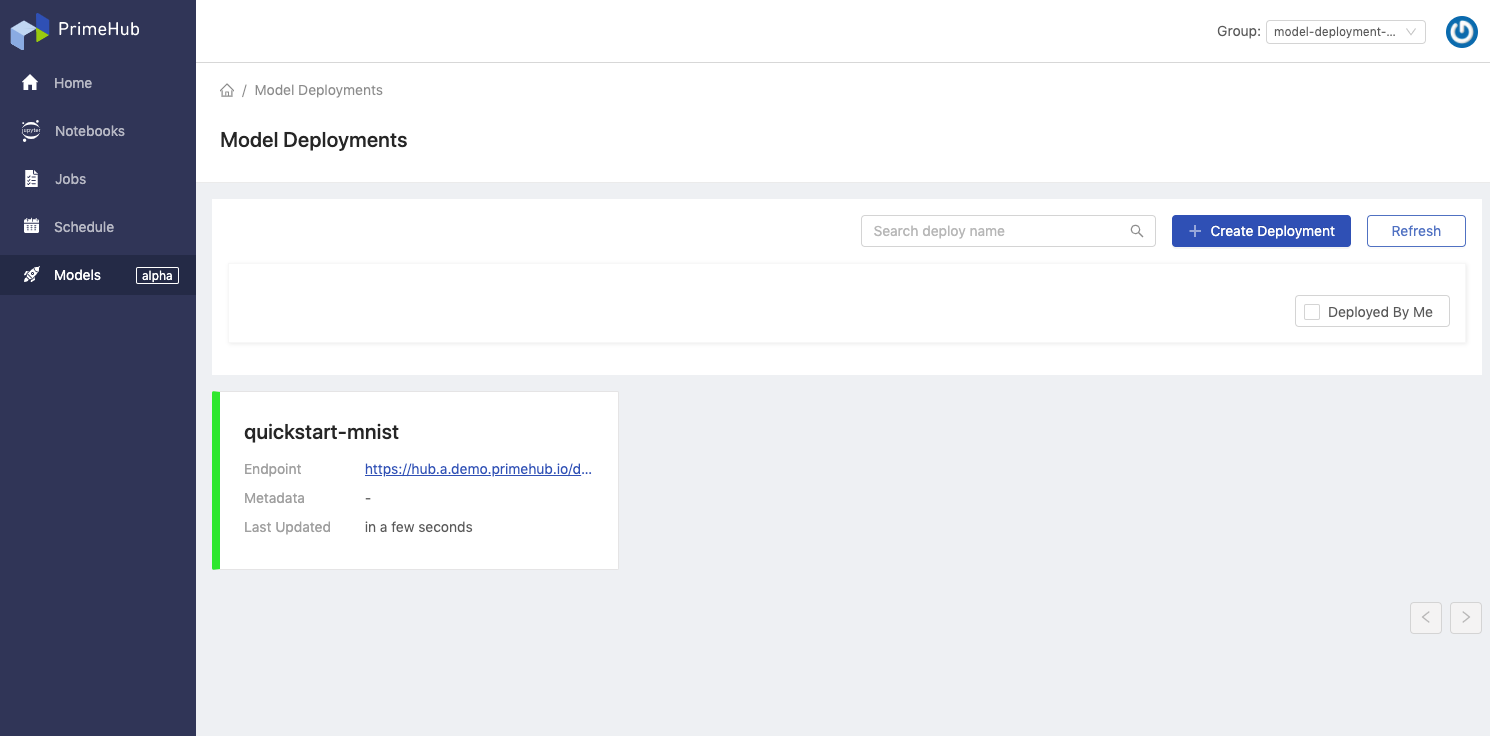 PrimeHub
Group: model-deployment-...
Home
Notebooks
Jobs
Schedule
Models alpha
/ Model Deployments
Model Deployments
Search deploy name
+ Create Deployment
Refresh
Deployed By Me
quickstart-mnist
Endpoint https://hub.a.demo.primehub.io/d...
Metadata -
Last Updated in a few seconds